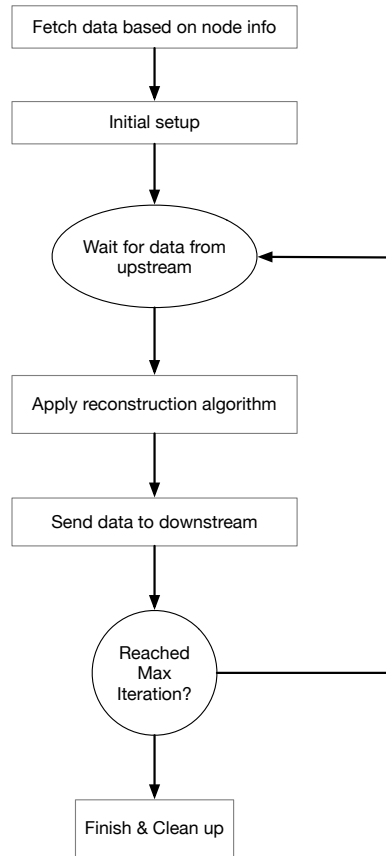 Fetch data based on node info
Initial setup
Wait for data from
upstream
Apply reconstruction algorithm
Send data to downstream
Reached
Max
Iteration?
Finish & Clean up